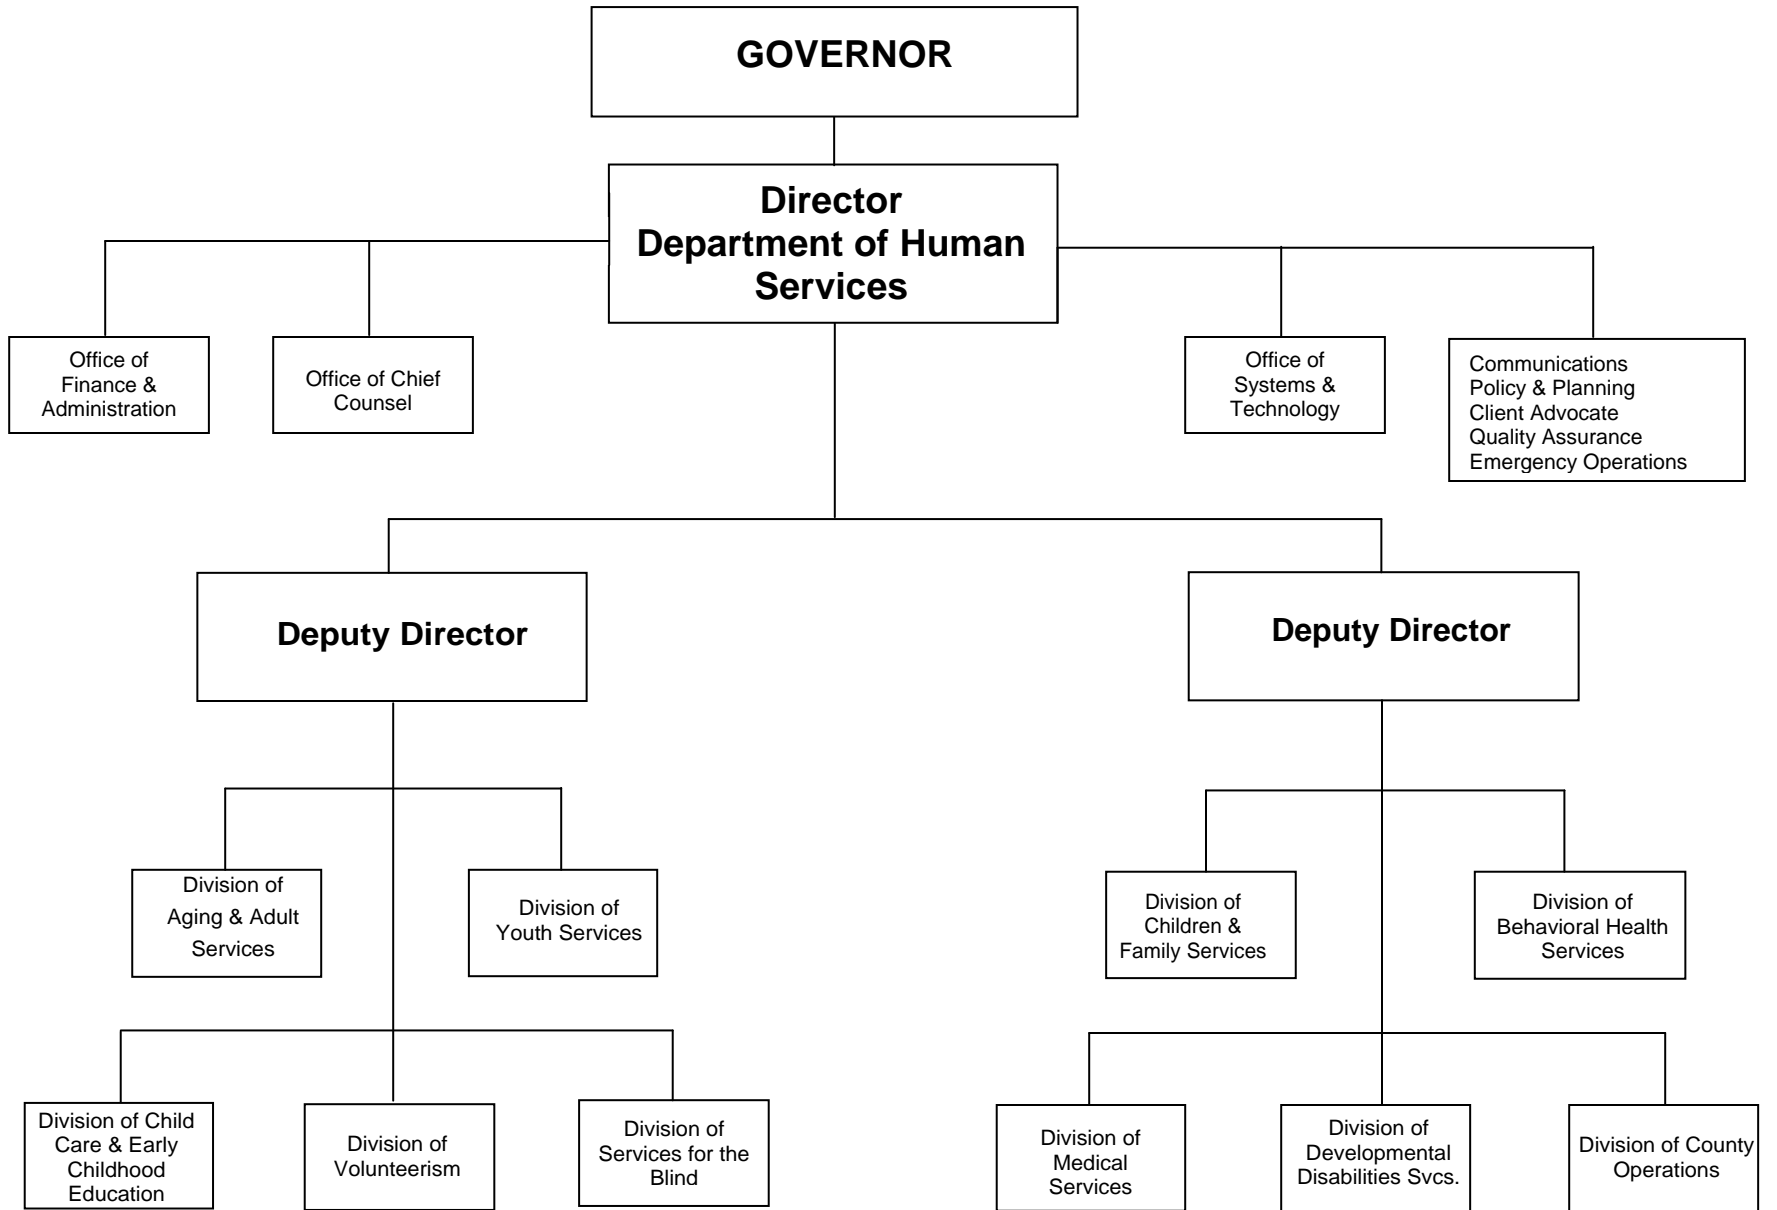 GOVERNOR
Director
Department of Human
Services
Office of
Finance &
Administration
Office of Chief
Counsel
Office of
Systems &
Technology
Communications
Policy & Planning
Client Advocate
Quality Assurance
Emergency Operations
Deputy Director
Deputy Director
Division of
Aging & Adult
Services
Division of
Youth Services
Division of
Children &
Family Services
Division of
Behavioral Health
Services
Division of Child
Care & Early
Childhood
Education
Division of
Volunteerism
Division of
Services for the
Blind
Division of
Medical
Services
Division of
Developmental
Disabilities Svcs.
Division of County
Operations